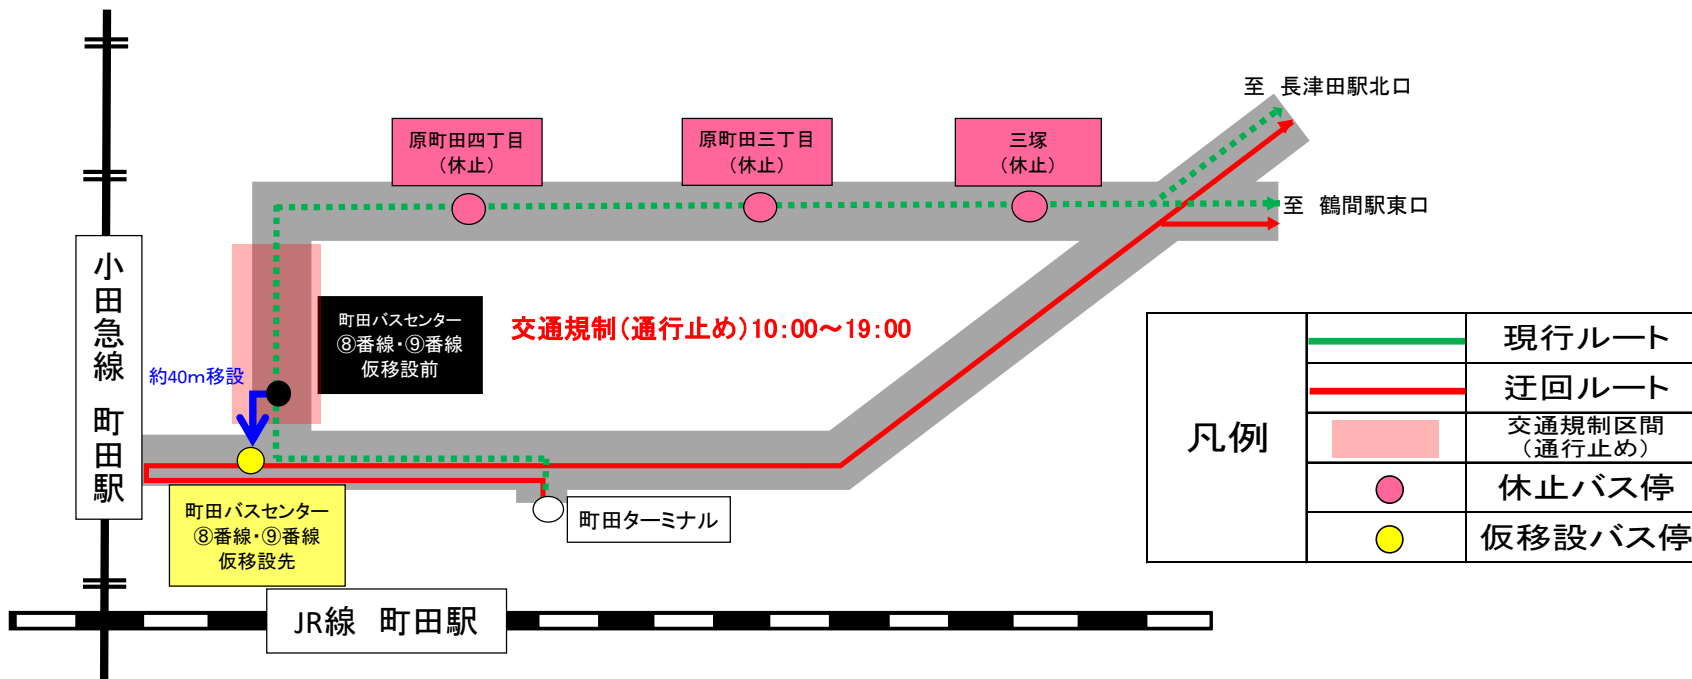 至　長津田駅北口
原町田四丁目
（休止）
原町田三丁目
（休止）
三塚
（休止）
至　鶴間駅東口
小田急線　町田駅
町田バスセンター
⑧番線・⑨番線
仮移設前
交通規制（通行止め）10：00～19：00
約40m移設
町田バスセンター
⑧番線・⑨番線
仮移設先
町田ターミナル
JR線　町田駅
凡例
現行ルート
迂回ルート
交通規制区間
（通行止め）
休止バス停
仮移設バス停